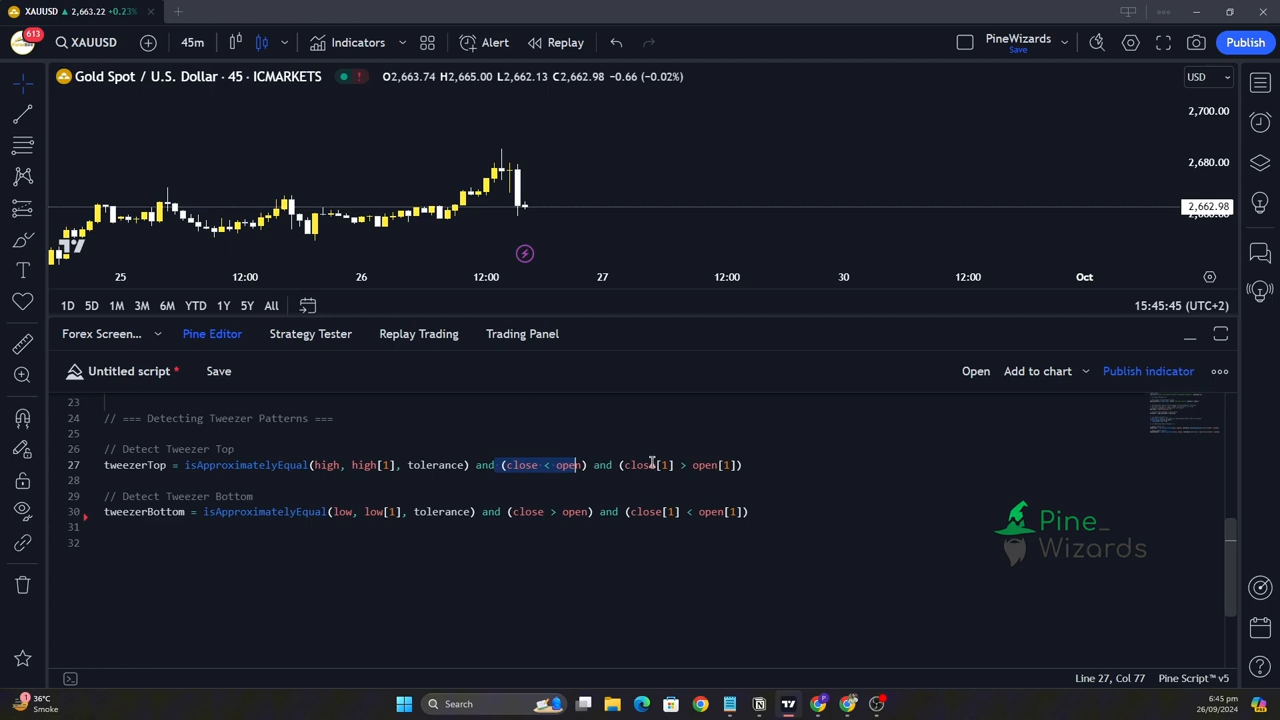 XAUUSD ▲ 2,663.22 +0.23%
613
XAUUSD
45m
Indicators
Alert
Replay
PineWizards
Save
Publish
Gold Spot / U.S. Dollar · 45 · ICMARKETS
O2,663.74 H2,665.00 L2,662.13 C2,662.98 −0.66 (−0.02%)
USD
2,700.00
2,680.00
2,662.98
25
12:00
26
12:00
27
12:00
30
12:00
Oct
1D
5D
1M
3M
6M
YTD
1Y
5Y
All
15:45:45 (UTC+2)
Forex Screen...
Pine Editor
Strategy Tester
Replay Trading
Trading Panel
Untitled script
Save
Open
Add to chart
Publish indicator
23
24 // === Detecting Tweezer Patterns ===
25
26 // Detect Tweezer Top
27 tweezerTop = isApproximatelyEqual(high, high[1], tolerance) and (close < open) and (close[1] > open[1])
28
29 // Detect Tweezer Bottom
30 tweezerBottom = isApproximatelyEqual(low, low[1], tolerance) and (close > open) and (close[1] < open[1])
31
32
Pine_
Wizards
Line 27, Col 77
Pine Script™ v5
1
36°C
Smoke
Search
6:45 pm
26/09/2024